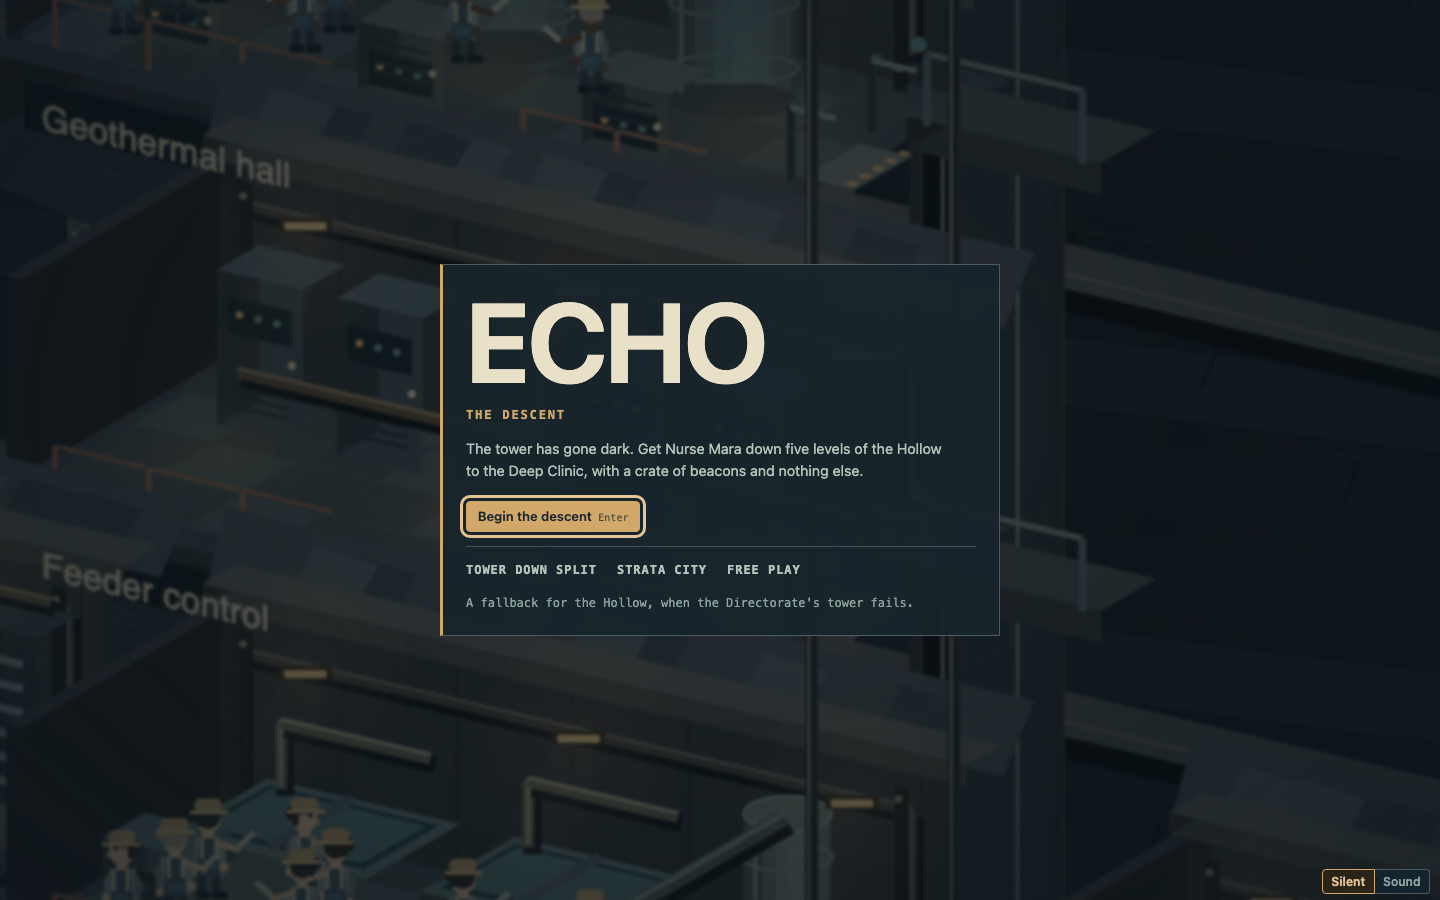 Geothermal hall
ECHO
THE DESCENT
The tower has gone dark. Get Nurse Mara down five levels of the Hollow
to the Deep Clinic, with a crate of beacons and nothing else.
Begin the descent Enter
Feeder control
TOWER DOWN SPLIT STRATA CITY FREE PLAY
A fallback for the Hollow, when the Directorate's tower fails.
Silent Sound